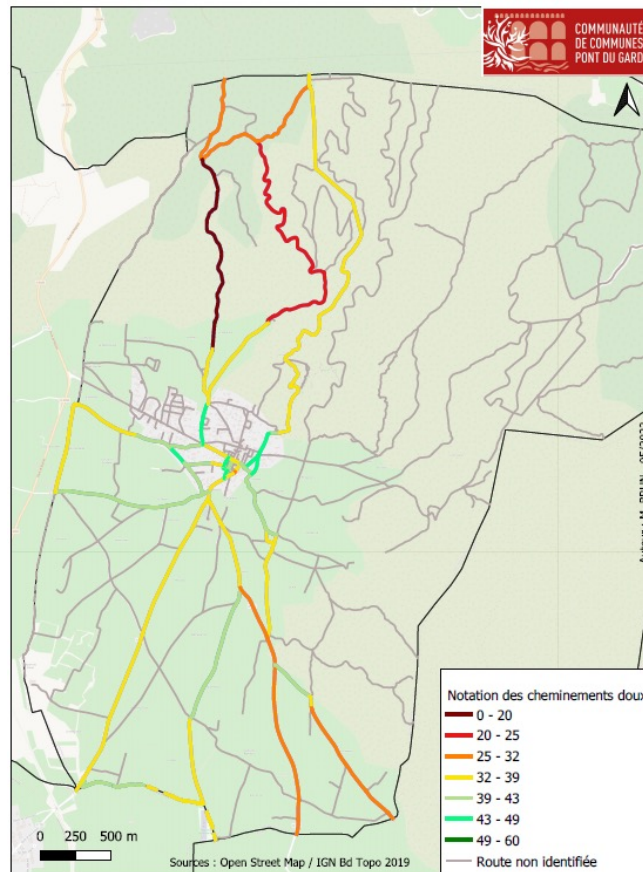 COMMUNAUTÉ
DE COMMUNES
PONT DU GARD
Notation des cheminements doux
0 - 20
20 - 25
25 - 32
32 - 39
39 - 43
43 - 49
49 - 60
Route non identifiée
0 250 500 m
Sources : Open Street Map / IGN Bd Topo 2019